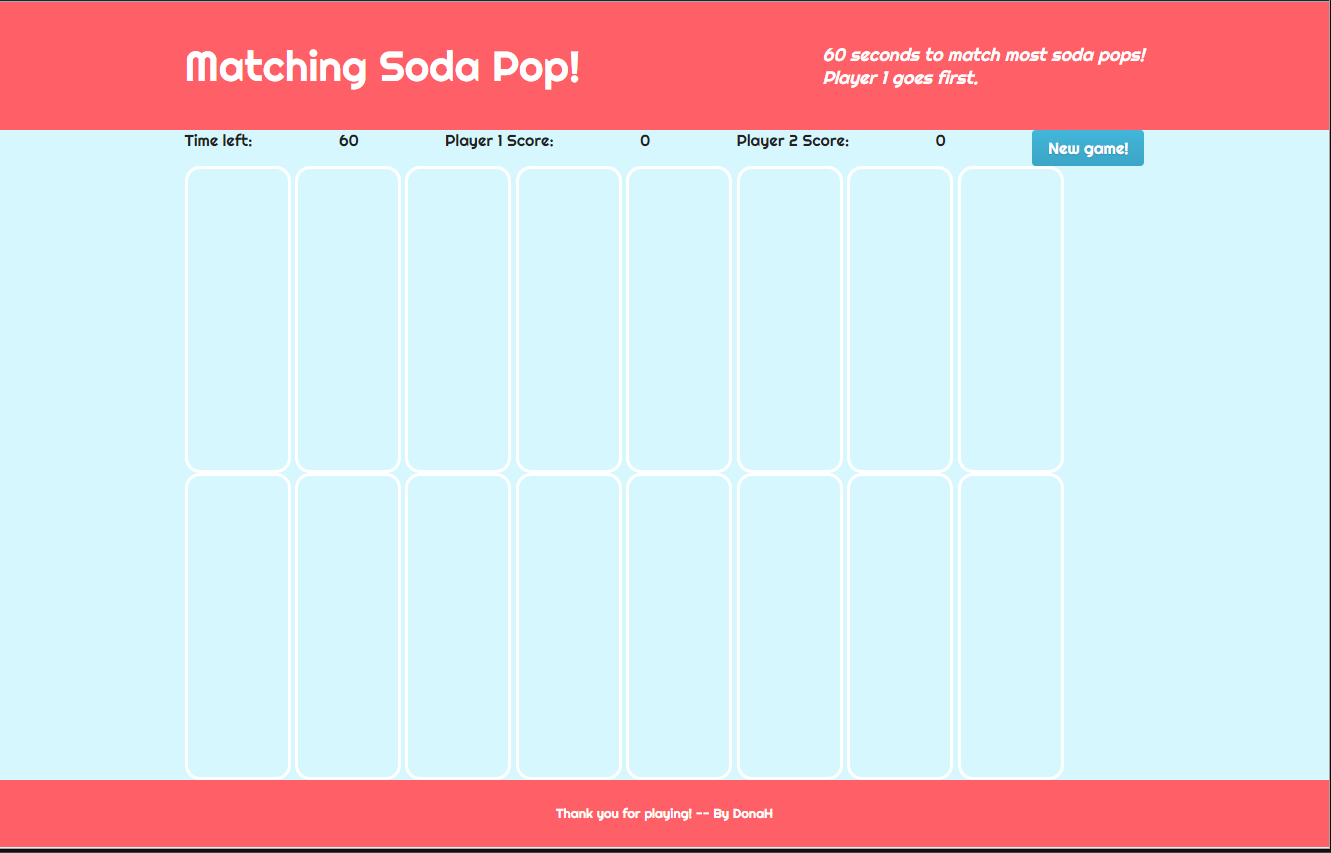 Matching Soda Pop!
60 seconds to match most soda pops!
Player 1 goes first.
Time left: 60 Player 1 Score: 0 Player 2 Score: 0 New game!
Thank you for playing! -- By DonaH